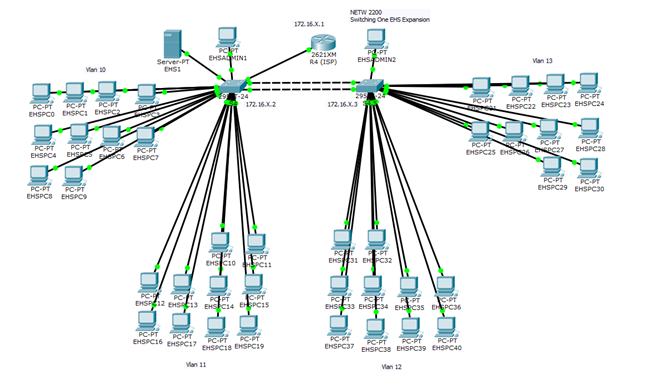 NETW 2200
Switching One EHS Expansion
172.16.X.1
Server-PT
EHS1
PC-PT
EHSADMIN1
2621XM
R4 (ISP)
PC-PT
EHSADMIN2
Vlan 10
Vlan 13
172.16.X.2
172.16.X.3
PC-PT
EHSPC0
PC-PT
EHSPC1
PC-PT
EHSPC2
PC-PT
PC-PT
EHSPC4
PC-PT
EHSPC5
PC-PT
EHSPC6
PC-PT
EHSPC7
PC-PT
EHSPC8
PC-PT
EHSPC9
PC-PT
PC-PT
EHSPC22
PC-PT
EHSPC23
PC-PT
EHSPC24
PC-PT
EHSPC25
PC-PT
EHSPC26
PC-PT
EHSPC27
PC-PT
EHSPC28
PC-PT
EHSPC29
PC-PT
EHSPC30
PC-PT
EHSPC10
PC-PT
EHSPC11
PC-PT
EHSPC12
PC-PT
EHSPC13
PC-PT
EHSPC14
PC-PT
EHSPC15
PC-PT
EHSPC16
PC-PT
EHSPC17
PC-PT
EHSPC18
PC-PT
EHSPC19
PC-PT
EHSPC31
PC-PT
EHSPC32
PC-PT
EHSPC33
PC-PT
EHSPC34
PC-PT
EHSPC35
PC-PT
EHSPC36
PC-PT
EHSPC37
PC-PT
EHSPC38
PC-PT
EHSPC39
PC-PT
EHSPC40
Vlan 11
Vlan 12